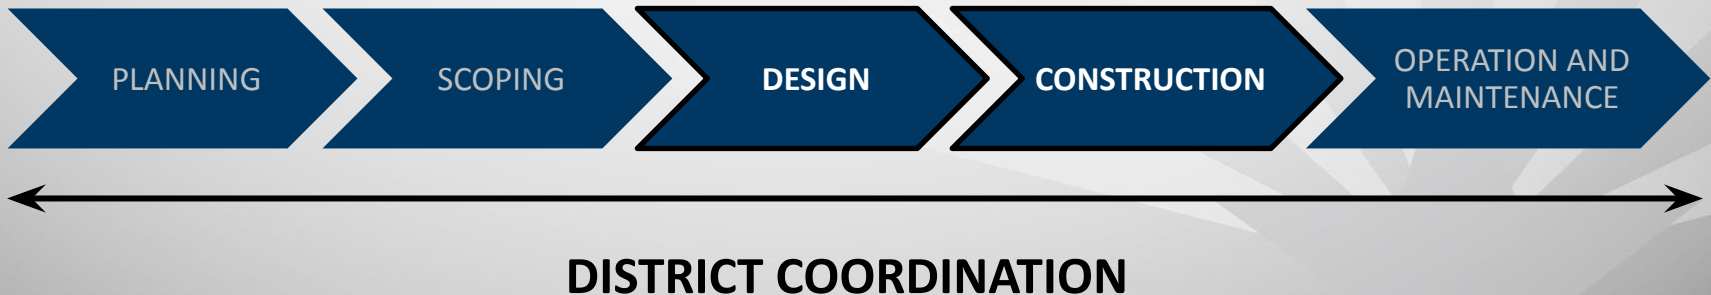 PLANNING
SCOPING
DESIGN
CONSTRUCTION
OPERATION AND
MAINTENANCE
DISTRICT COORDINATION